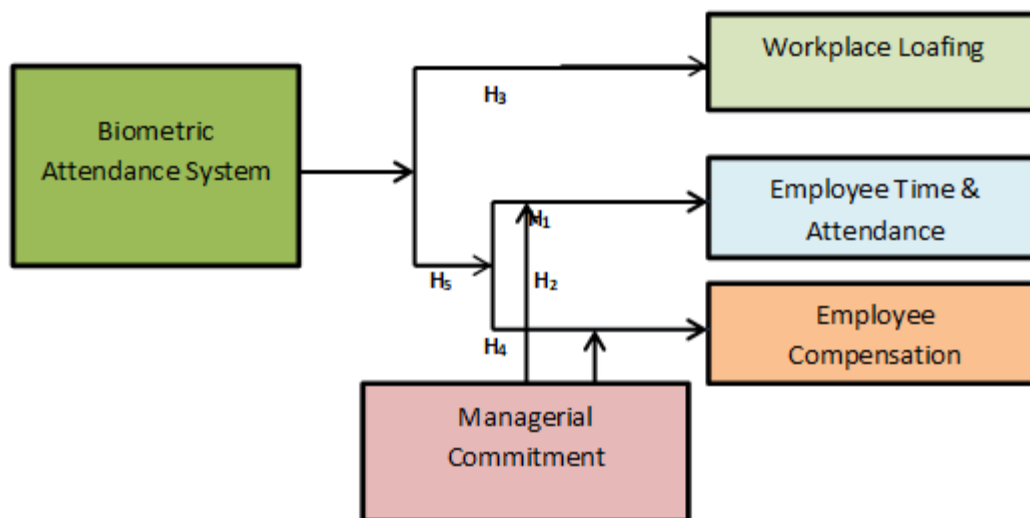 Workplace Loafing
Biometric
Attendance System
H₃
Employee Time &
Attendance
H₁
H₅
H₂
Employee
Compensation
H₄
Managerial
Commitment